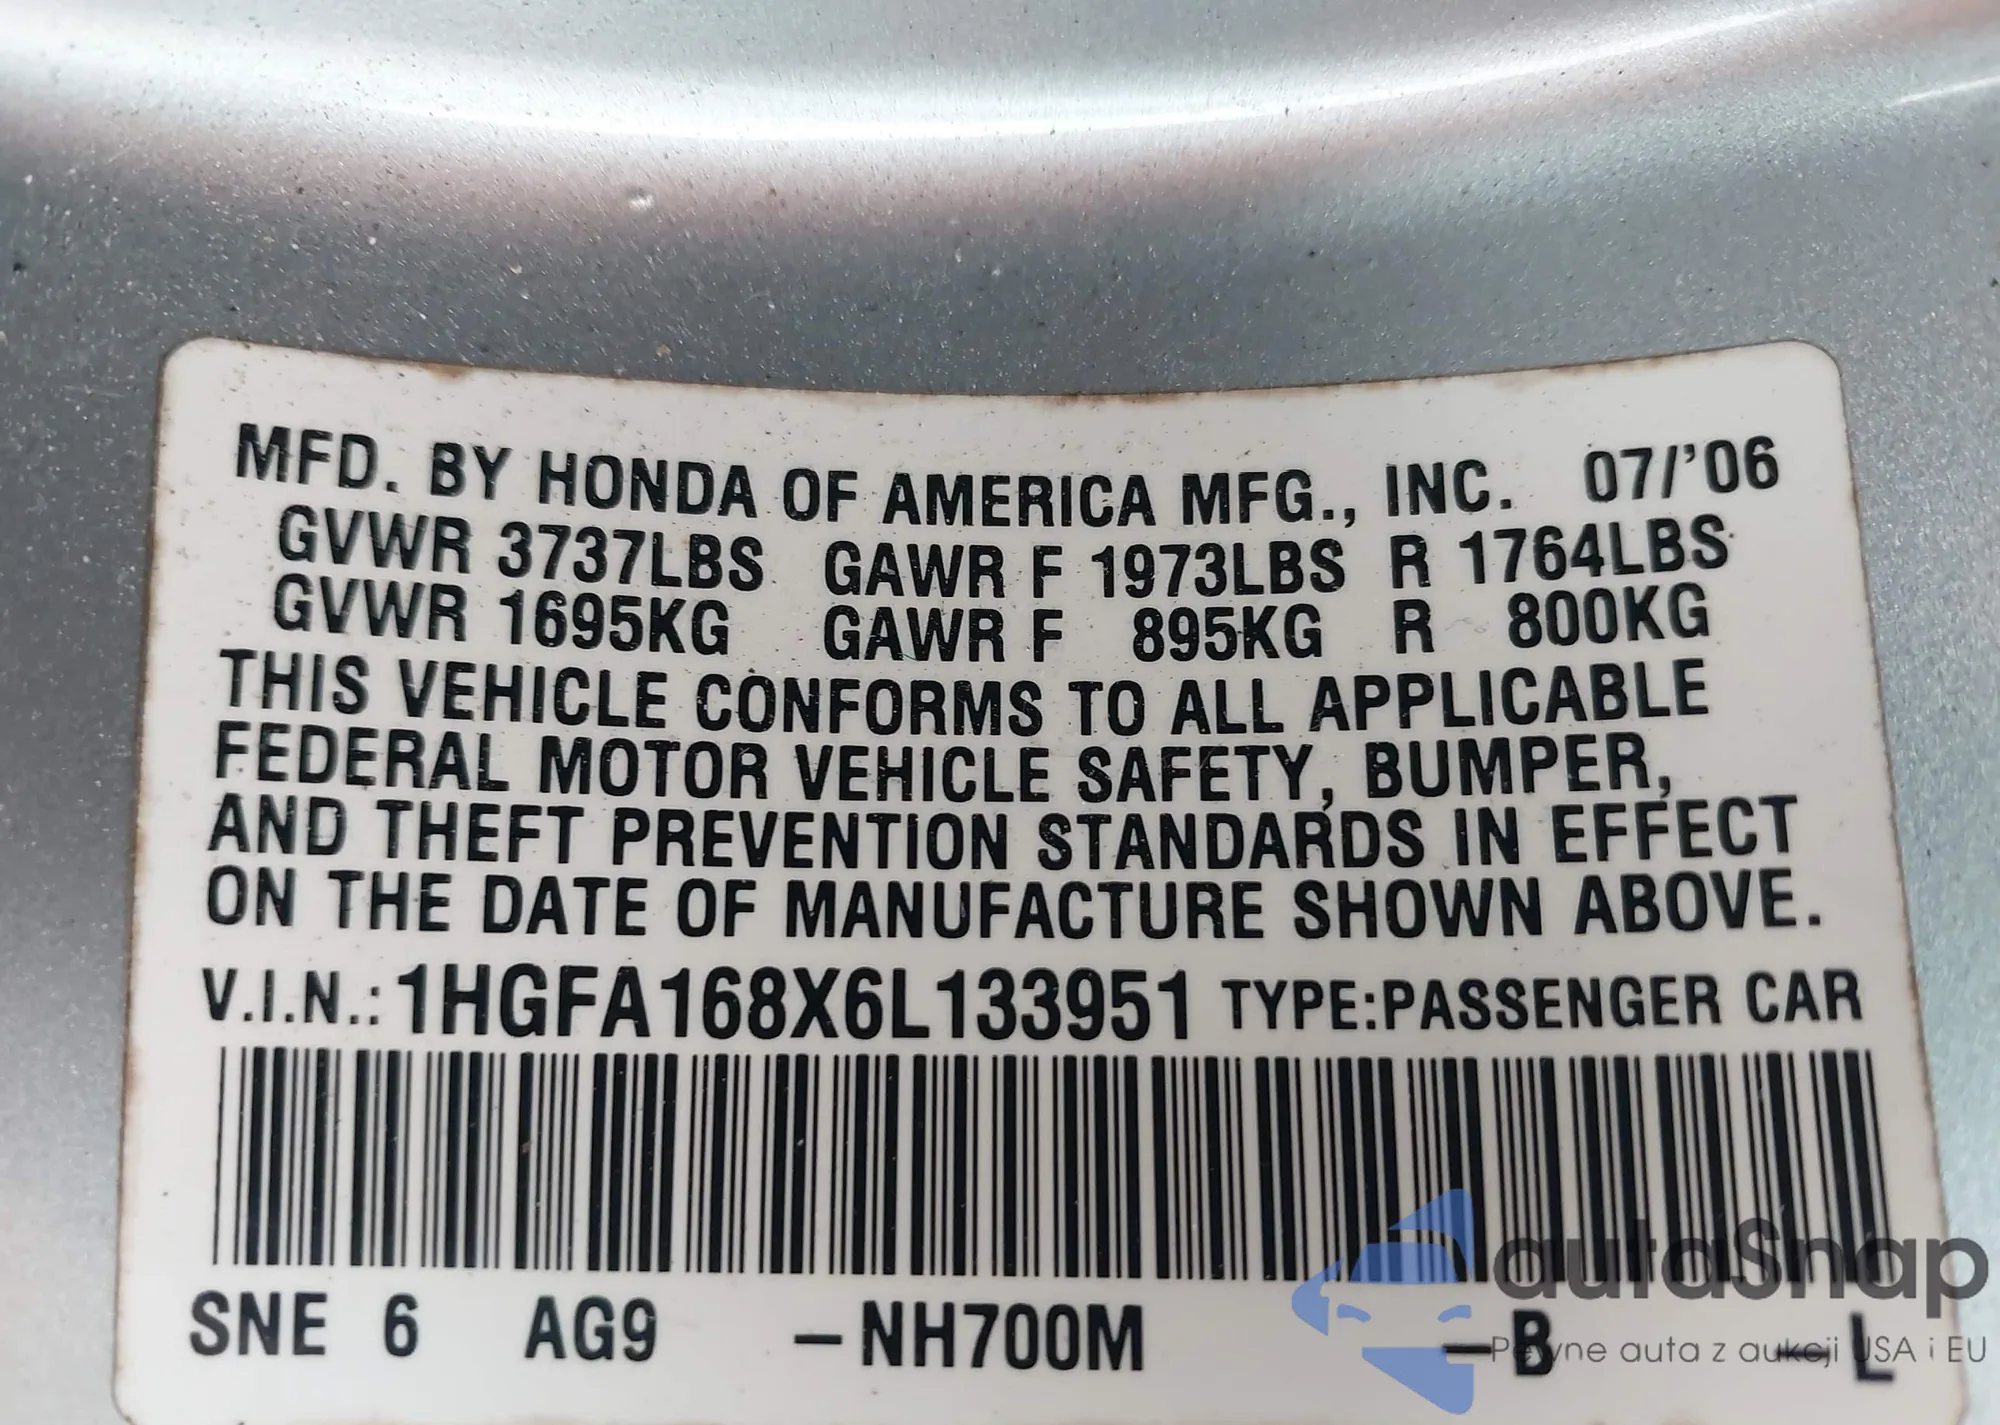 MFD. BY HONDA OF AMERICA MFG., INC. 07/'06
GVWR 3737LBS GAWR F 1973LBS R 1764LBS
GVWR 1695KG GAWR F 895KG R 800KG
THIS VEHICLE CONFORMS TO ALL APPLICABLE
FEDERAL MOTOR VEHICLE SAFETY, BUMPER,
AND THEFT PREVENTION STANDARDS IN EFFECT
ON THE DATE OF MANUFACTURE SHOWN ABOVE.
V.I.N.: 1HGFA168X6L133951 TYPE:PASSENGER CAR
SNE 6 AG9 –NH700M –B –L
autaSnap
Pewne auta z aukcji USA i EU